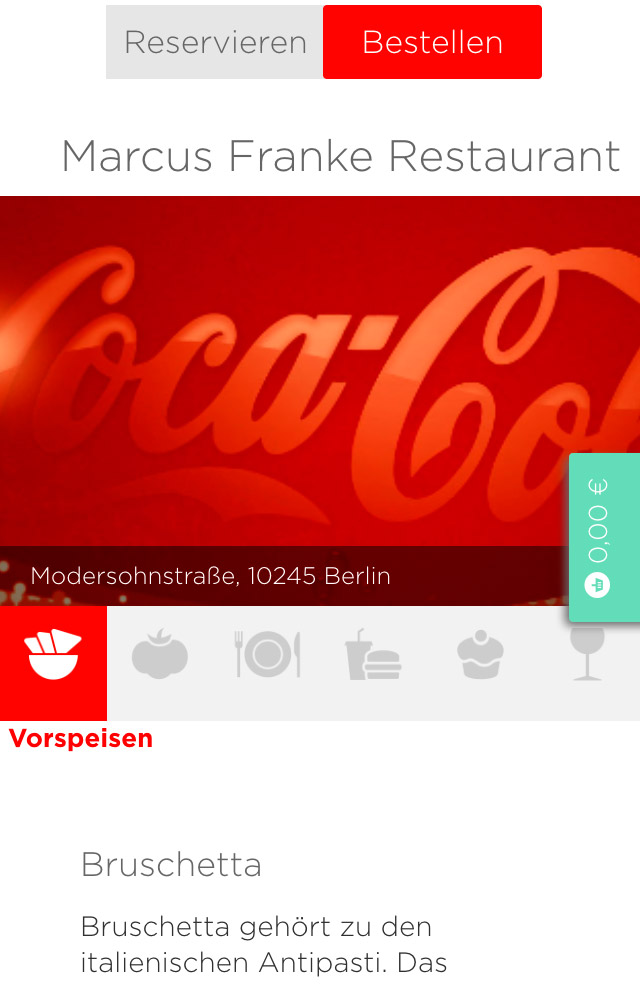 Reservieren Bestellen
Marcus Franke Restaurant
Coca-Col
0,00 €
Modersohnstraße, 10245 Berlin
Vorspeisen
Bruschetta
Bruschetta gehört zu den
italienischen Antipasti. Das